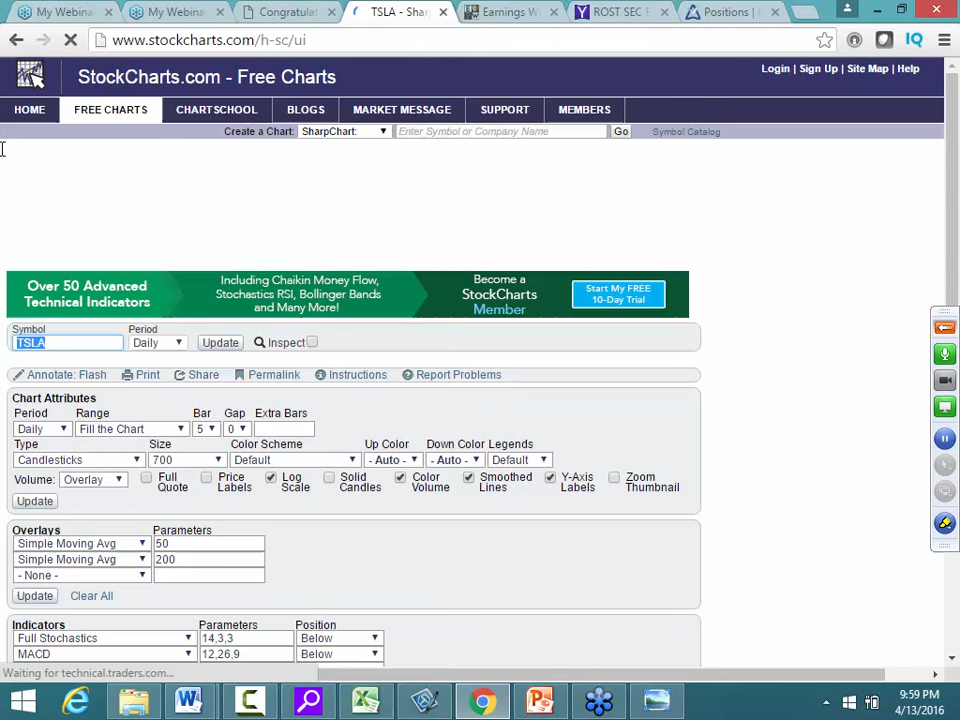 My Webina
My Webina
Congratulat
TSLA - Shar
Earnings W
ROST SEC F
Positions | C
www.stockcharts.com/h-sc/ui
IQ
StockCharts.com - Free Charts
Login | Sign Up | Site Map | Help
HOME FREE CHARTS CHARTSCHOOL BLOGS MARKET MESSAGE SUPPORT MEMBERS
Create a Chart: SharpChart: Enter Symbol or Company Name Go Symbol Catalog
Over 50 Advanced
Technical Indicators
Including Chaikin Money Flow,
Stochastics RSI, Bollinger Bands
and Many More!
Become a
StockCharts
Member
Start My FREE
10-Day Trial
Symbol Period
TSLA Daily Update Inspect
Annotate: Flash Print Share Permalink Instructions Report Problems
Chart Attributes
Period Range Bar Gap Extra Bars
Daily Fill the Chart 5 0
Type Size Color Scheme Up Color Down Color Legends
Candlesticks 700 Default - Auto - - Auto - Default
Volume: Overlay Full Quote Price Labels Log Scale Solid Candles Color Volume Smoothed Lines Y-Axis Labels Zoom Thumbnail
Update
Overlays Parameters
Simple Moving Avg 50
Simple Moving Avg 200
- None -
Update Clear All
Indicators Parameters Position
Full Stochastics 14,3,3 Below
MACD 12,26,9 Below
Waiting for technical.traders.com...
9:59 PM
4/13/2016